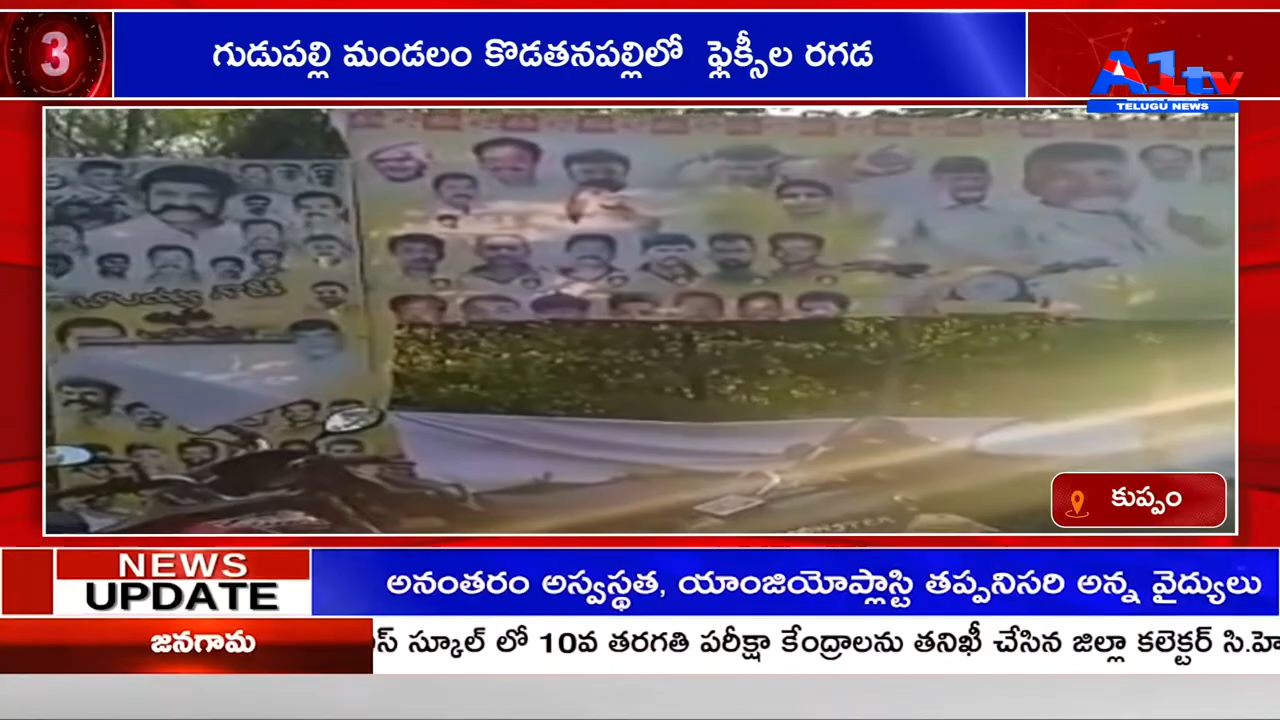 3
గుడుపల్లి మండలం కొడతనపల్లిలో ఫ్లెక్సీల రగడ
A1tv
TELUGU NEWS
కుప్పం
NEWS
UPDATE
అనంతరం అస్వస్థత, యాంజియోప్లాస్టి తప్పనిసరి అన్న వైద్యులు
జనగామ
స్ స్కూల్ లో 10వ తరగతి పరీక్షా కేంద్రాలను తనిఖీ చేసిన జిల్లా కలెక్టర్ సి.హె